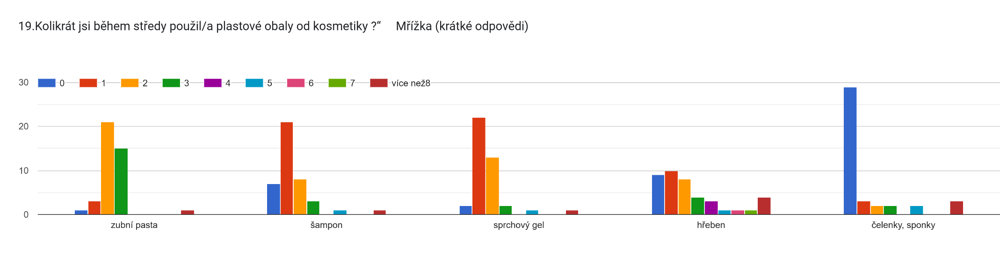 19.Kolikrát jsi během středy použil/a plastové obaly od kosmetiky ?“ Mřížka (krátké odpovědi)
30 0 1 2 3 4 5 6 7 více než8
20
10
0
zubní pasta šampon sprchový gel hřeben čelenky, sponky